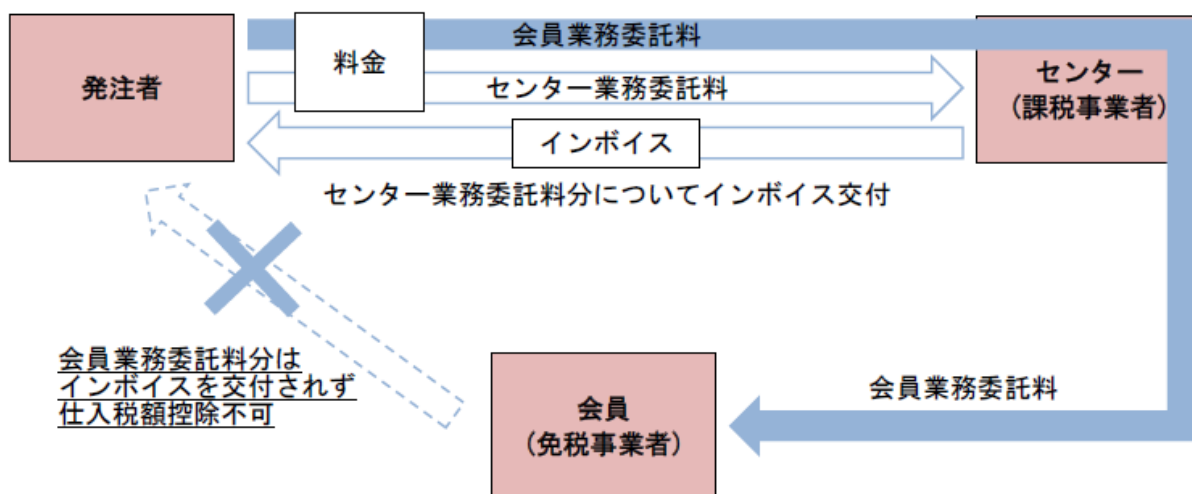 会員業務委託料
料金
発注者
センター
(課税事業者)
センター業務委託料
インボイス
センター業務委託料分についてインボイス交付
会員業務委託料分は
インボイスを交付されず
仕入税額控除不可
会員業務委託料
会員
(免税事業者)